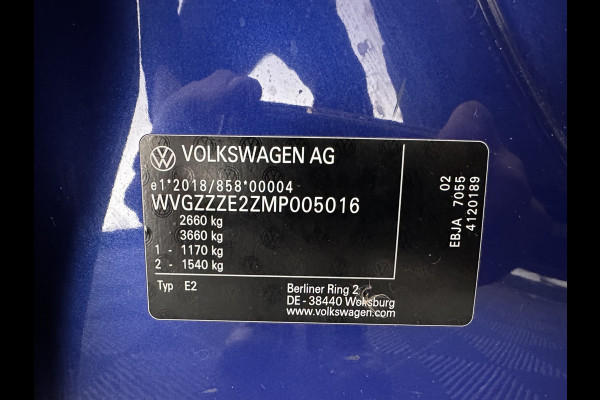 VOLKSWAGEN AG
e1*2018/858*00004
WVGZZZE2ZMP005016
2660 kg
3660 kg
1 - 1170 kg
2 - 1540 kg
Typ E2
Berliner Ring 2
DE - 38440 Wolfsburg
www.volkswagen.com
02
EBJA 7055
4120189